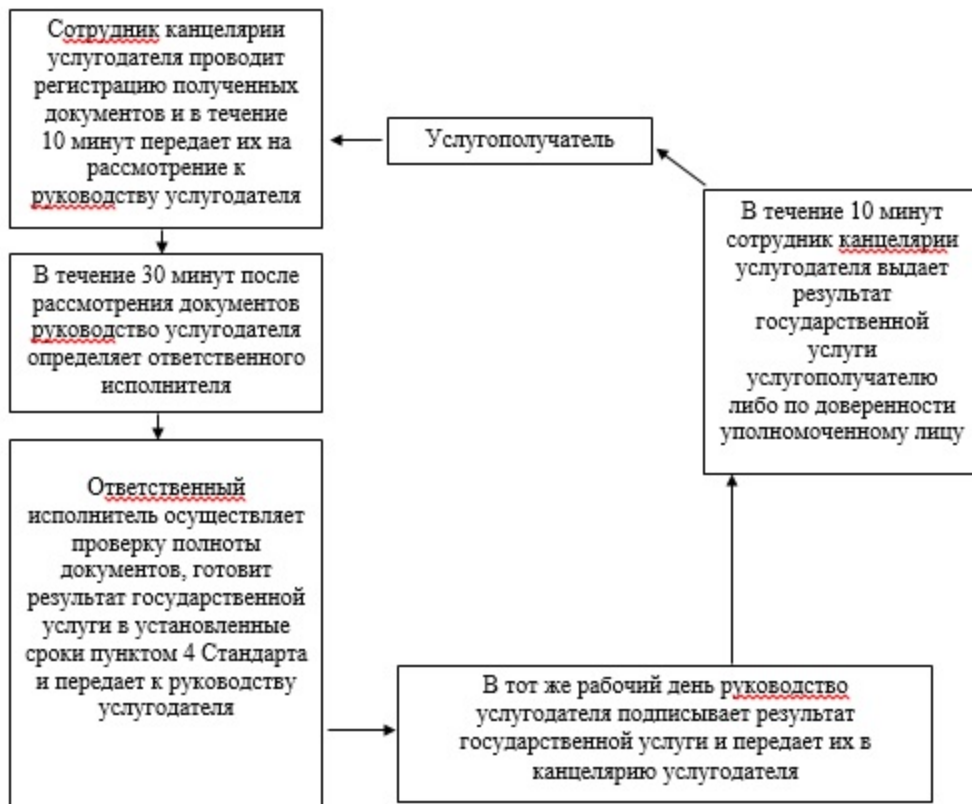 Сотрудник канцелярии
услугодателя проводит
регистрацию полученных
документов и в течение
10 минут передает их на
рассмотрение к
руководству услугодателя
Услугополучатель
В течение 10 минут
сотрудник канцелярии
услугодателя выдает
результат
государственной
услуги
услугополучателю
либо по доверенности
уполномоченному лицу
В течение 30 минут после
рассмотрения документов
руководство услугодателя
определяет ответственного
исполнителя
Ответственный
исполнитель осуществляет
проверку полноты
документов, готовит
результат государственной
услуги в установленные
сроки пунктом 4 Стандарта
и передает к руководству
услугодателя
В тот же рабочий день руководство
услугодателя подписывает результат
государственной услуги и передает их в
канцелярию услугодателя